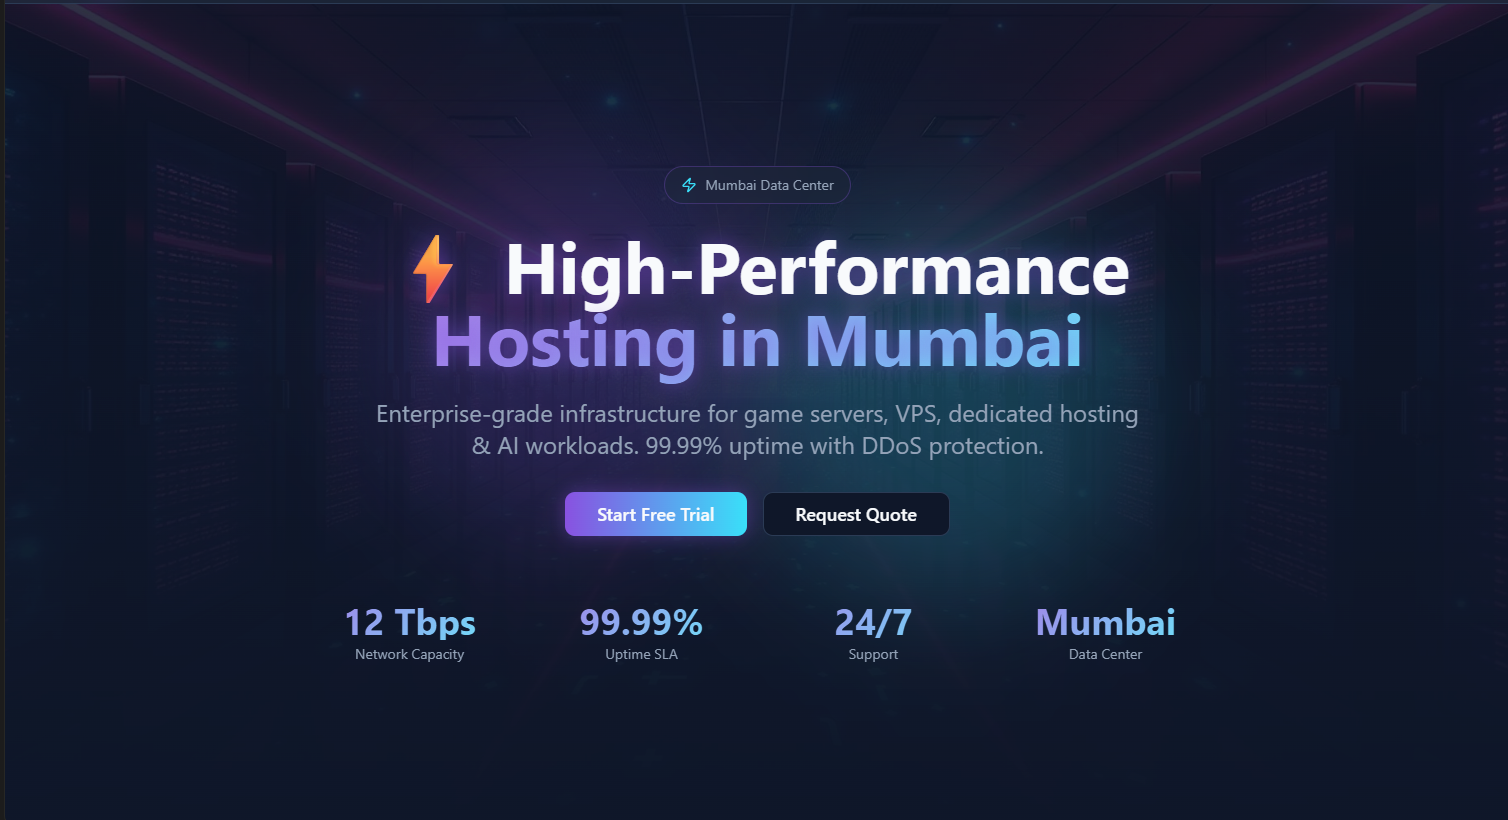 Mumbai Data Center
High-Performance
Hosting in Mumbai
Enterprise-grade infrastructure for game servers, VPS, dedicated hosting
& AI workloads. 99.99% uptime with DDoS protection.
Start Free Trial
Request Quote
12 Tbps
Network Capacity
99.99%
Uptime SLA
24/7
Support
Mumbai
Data Center